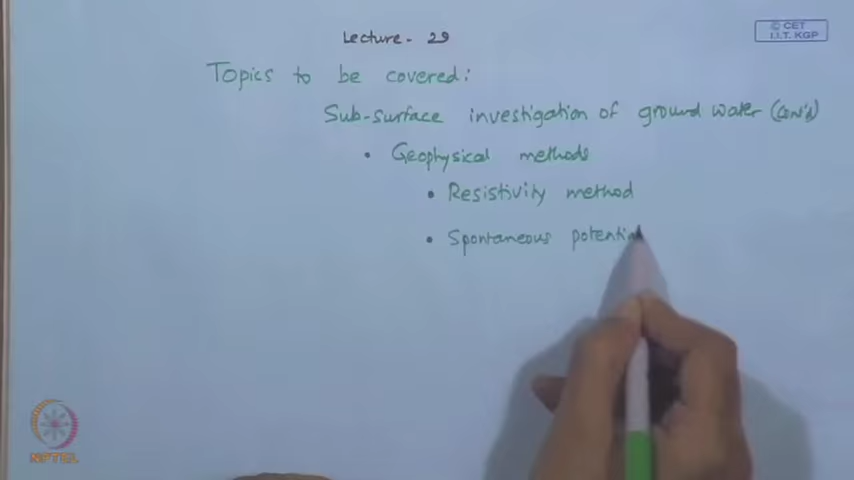 Lecture - 29
© CET
I.I.T. KGP
Topics to be covered:
Sub-surface investigation of ground water (Cont'd)
• Geophysical methods
• Resistivity method
• Spontaneous potentia
NPTEL